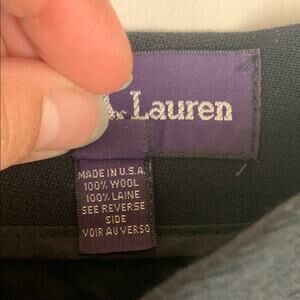 Lauren
MADE IN U.S.A.
100% WOOL
100% LAINE
SEE REVERSE
SIDE
VOIR AU VERSO